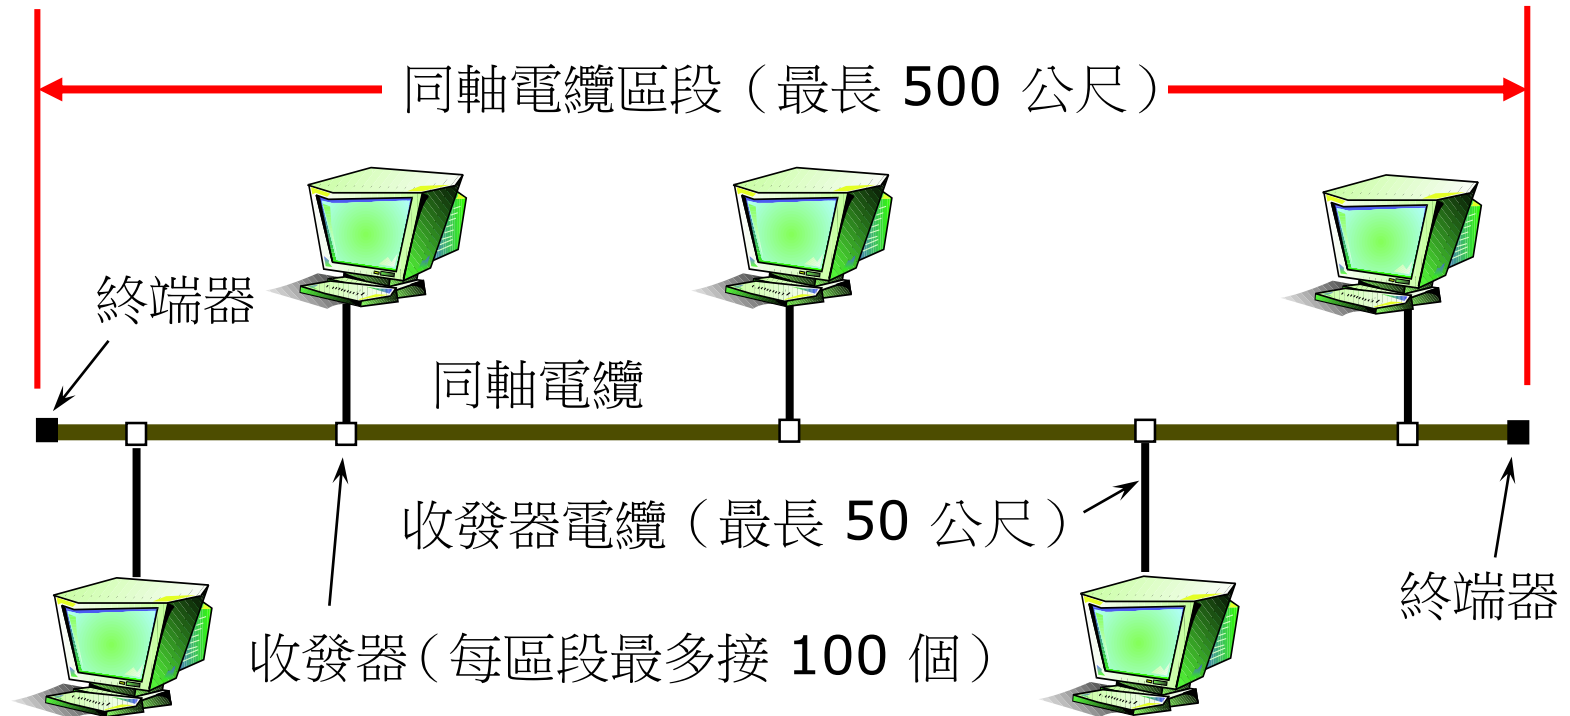 同軸電纜區段（最長 500 公尺）
終端器
同軸電纜
收發器電纜（最長 50 公尺）
終端器
收發器（每區段最多接 100 個）